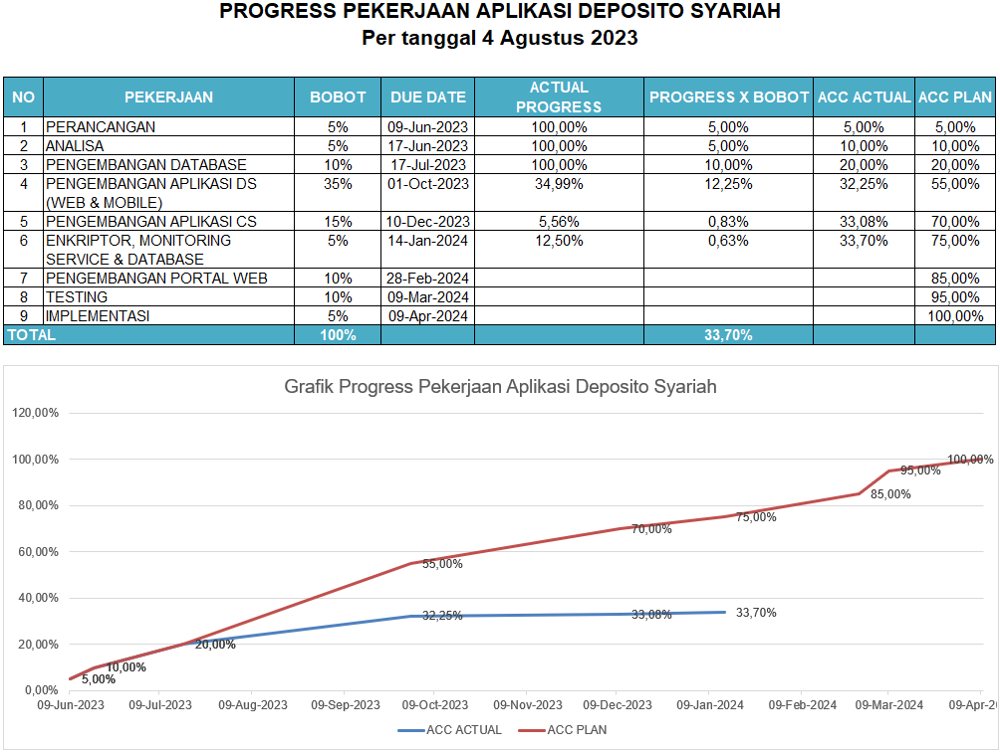 PROGRESS PEKERJAAN APLIKASI DEPOSITO SYARIAH
Per tanggal 4 Agustus 2023
NO PEKERJAAN BOBOT DUE DATE ACTUAL PROGRESS PROGRESS X BOBOT ACC ACTUAL ACC PLAN
1 PERANCANGAN 5% 09-Jun-2023 100,00% 5,00% 5,00% 5,00%
2 ANALISA 5% 17-Jun-2023 100,00% 5,00% 10,00% 10,00%
3 PENGEMBANGAN DATABASE 10% 17-Jul-2023 100,00% 10,00% 20,00% 20,00%
4 PENGEMBANGAN APLIKASI DS 35% 01-Oct-2023 34,99% 12,25% 32,25% 55,00%
(WEB & MOBILE)
5 PENGEMBANGAN APLIKASI CS 15% 10-Dec-2023 5,56% 0,83% 33,08% 70,00%
6 ENKRIPTOR, MONITORING 5% 14-Jan-2024 12,50% 0,63% 33,70% 75,00%
SERVICE & DATABASE
7 PENGEMBANGAN PORTAL WEB 10% 28-Feb-2024 85,00%
8 TESTING 10% 09-Mar-2024 95,00%
9 IMPLEMENTASI 5% 09-Apr-2024 100,00%
TOTAL 100% 33,70%
Grafik Progress Pekerjaan Aplikasi Deposito Syariah
120,00%
100,00% 100,00%
95,00%
85,00%
80,00%
75,00%
70,00%
60,00%
55,00%
40,00%
32,25% 33,08% 33,70%
20,00% 20,00%
10,00%
5,00%
0,00%
09-Jun-2023 09-Jul-2023 09-Aug-2023 09-Sep-2023 09-Oct-2023 09-Nov-2023 09-Dec-2023 09-Jan-2024 09-Feb-2024 09-Mar-2024 09-Apr-2
ACC ACTUAL ACC PLAN